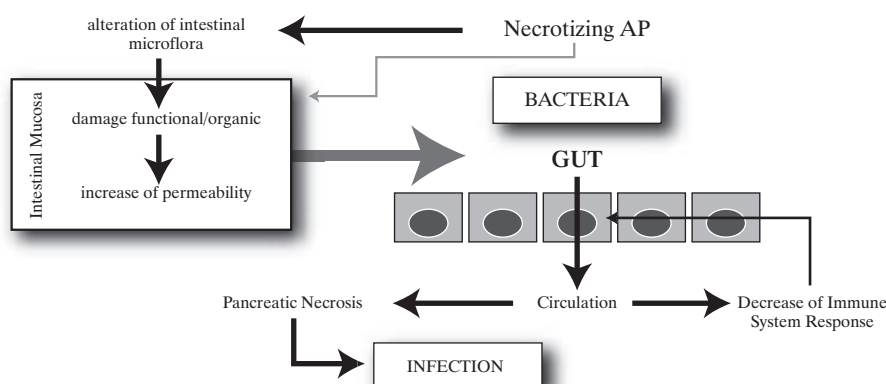 alteration of intestinal
microflora
Necrotizing AP
Intestinal Mucosa
damage functional/organic
increase of permeability
BACTERIA
GUT
Pancreatic Necrosis
Circulation
Decrease of Immune
System Response
INFECTION